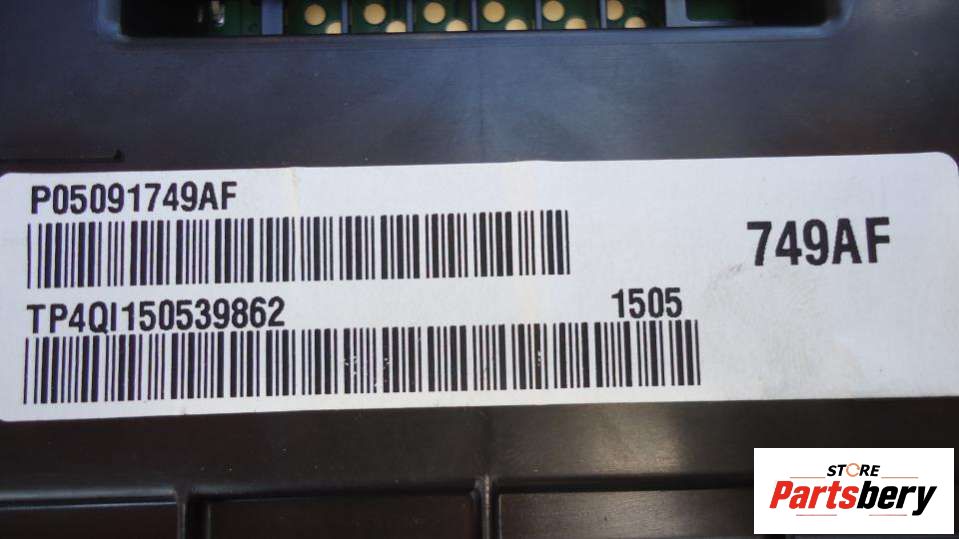 P05091749AF
749AF
TP4QI150539862 1505
STORE
Partsbery